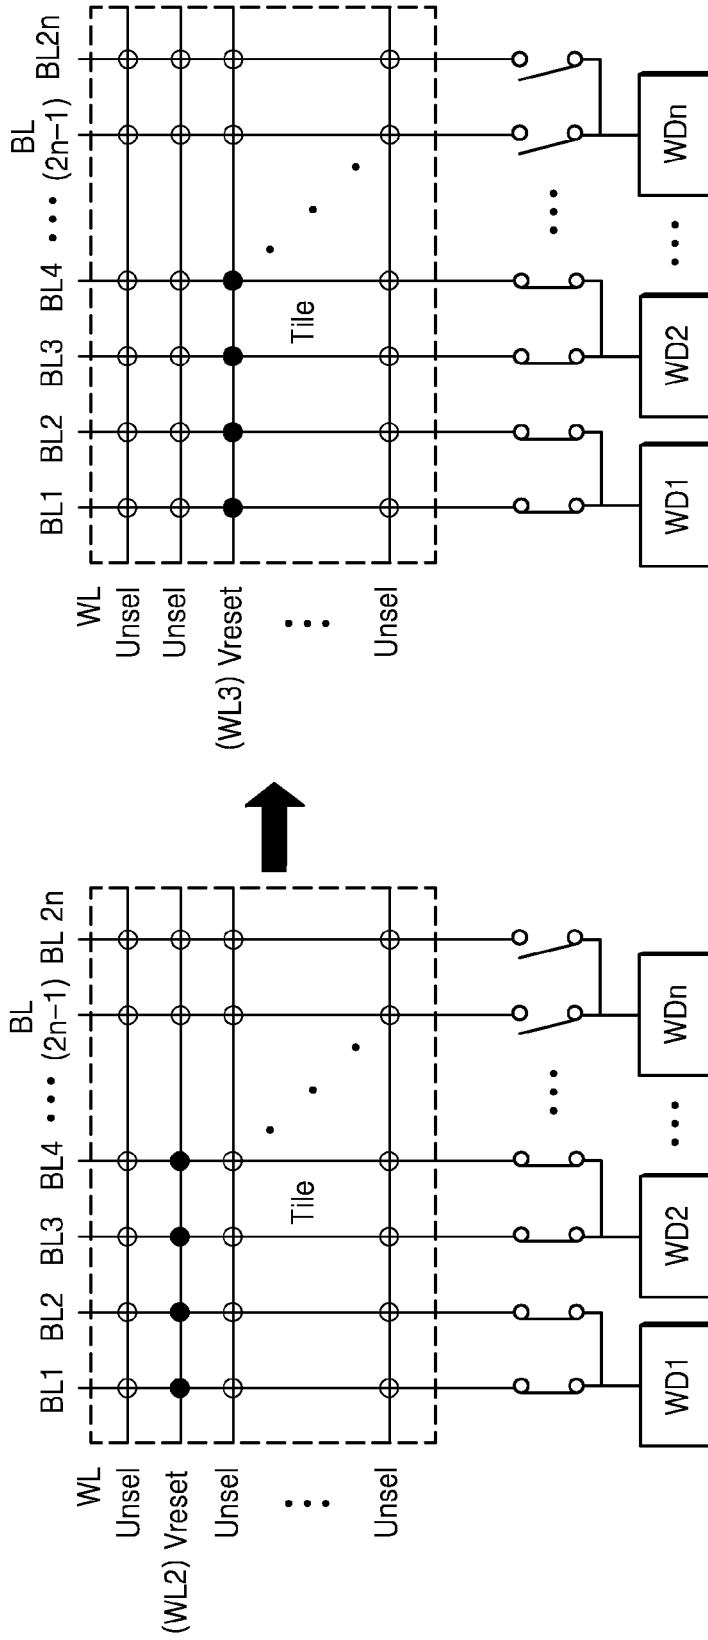 BL
BL1 BL2 BL3 BL4 ••• (2n-1) BL 2n
WL
Unsel
(WL2) Vreset
Unsel
•••
Tile
Unsel
•••
WD1 WD2 ••• WDn
BL
BL1 BL2 BL3 BL4 ••• (2n-1) BL2n
WL
Unsel
Unsel
(WL3) Vreset
•••
Tile
Unsel
•••
WD1 WD2 ••• WDn